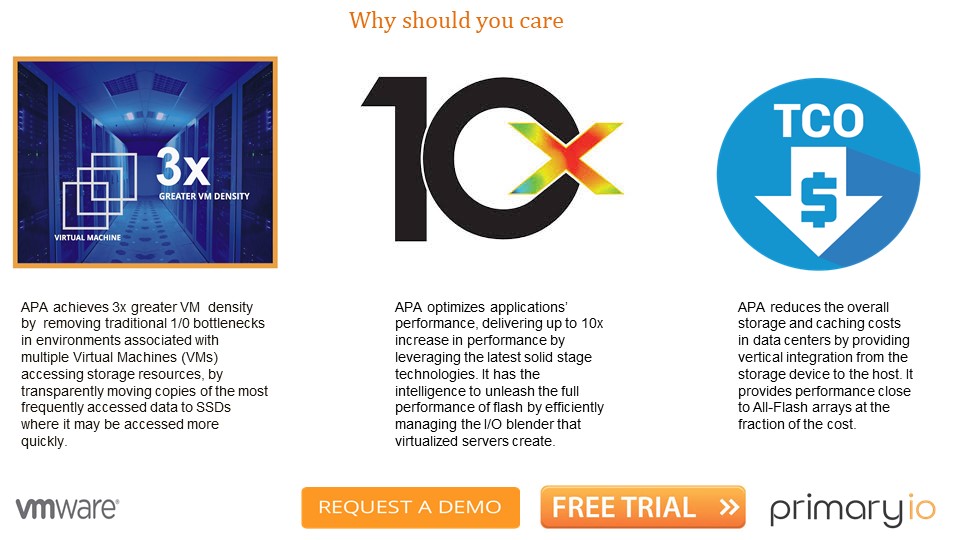 Why should you care
3x
GREATER VM DENSITY
VIRTUAL MACHINE
10x
TCO
$
APA achieves 3x greater VM density
by removing traditional 1/0 bottlenecks
in environments associated with
multiple Virtual Machines (VMs)
accessing storage resources, by
transparently moving copies of the most
frequently accessed data to SSDs
where it may be accessed more
quickly.
APA optimizes applications’
performance, delivering up to 10x
increase in performance by
leveraging the latest solid stage
technologies. It has the
intelligence to unleash the full
performance of flash by efficiently
managing the I/O blender that
virtualized servers create.
APA reduces the overall
storage and caching costs
in data centers by providing
vertical integration from the
storage device to the host. It
provides performance close
to All-Flash arrays at the
fraction of the cost.
vmware®
REQUEST A DEMO
FREE TRIAL »
primaryio